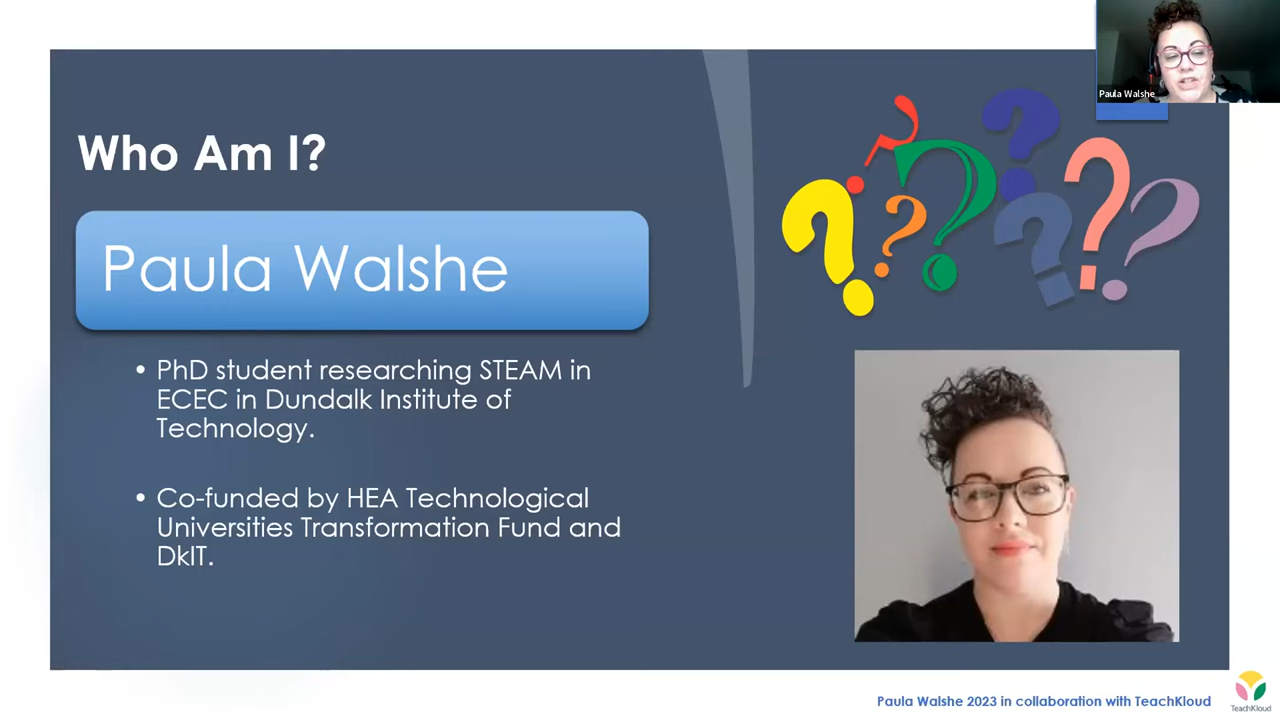 Paula Walshe
Who Am I?
Paula Walshe
• PhD student researching STEAM in
ECEC in Dundalk Institute of
Technology.
• Co-funded by HEA Technological
Universities Transformation Fund and
DkIT.
Paula Walshe 2023 in collaboration with TeachKloud
TeachKloud